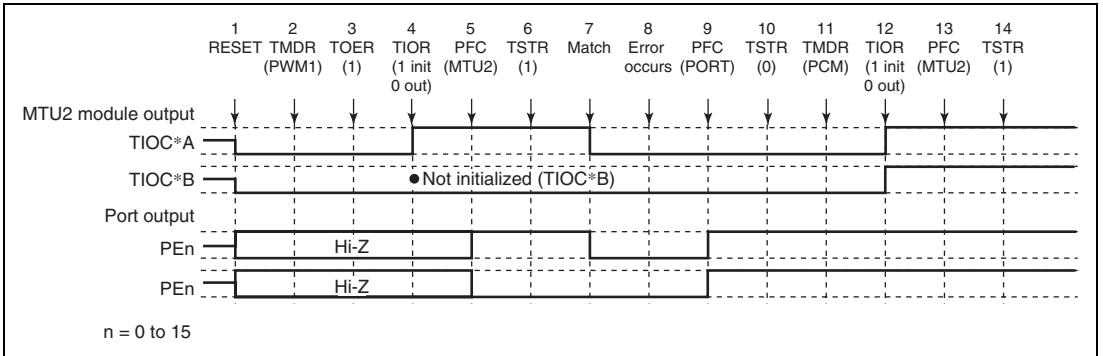 1 2 3 4 5 6 7 8 9 10 11 12 13 14
RESET TMDR TOER TIOR PFC TSTR Match Error PFC TSTR TMDR TIOR PFC TSTR
(PWM1) (1) (1 init (MTU2) (1) occurs (PORT) (0) (PCM) (1 init (MTU2) (1)
0 out) 0 out)
MTU2 module output
TIOC*A
TIOC*B ●Not initialized (TIOC*B)
Port output
PEn Hi-Z
PEn Hi-Z
n = 0 to 15